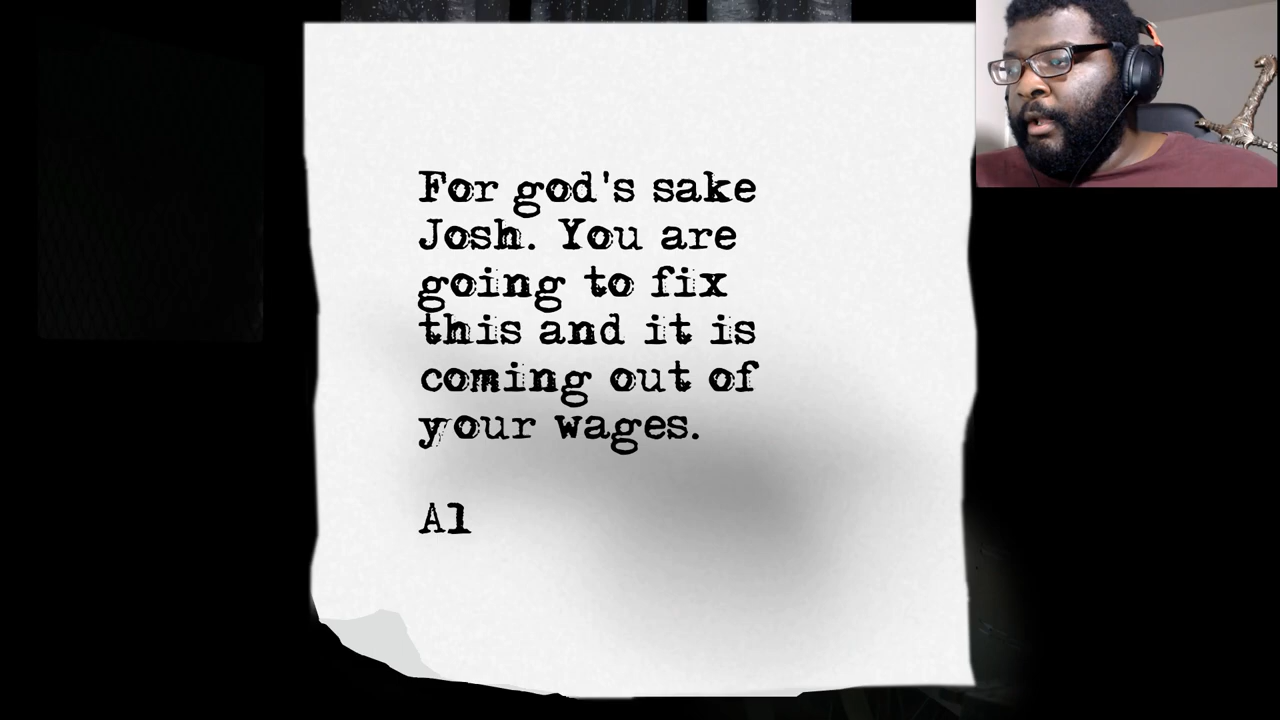 For god's sake
Josh. You are
going to fix
this and it is
coming out of
your wages.
Al